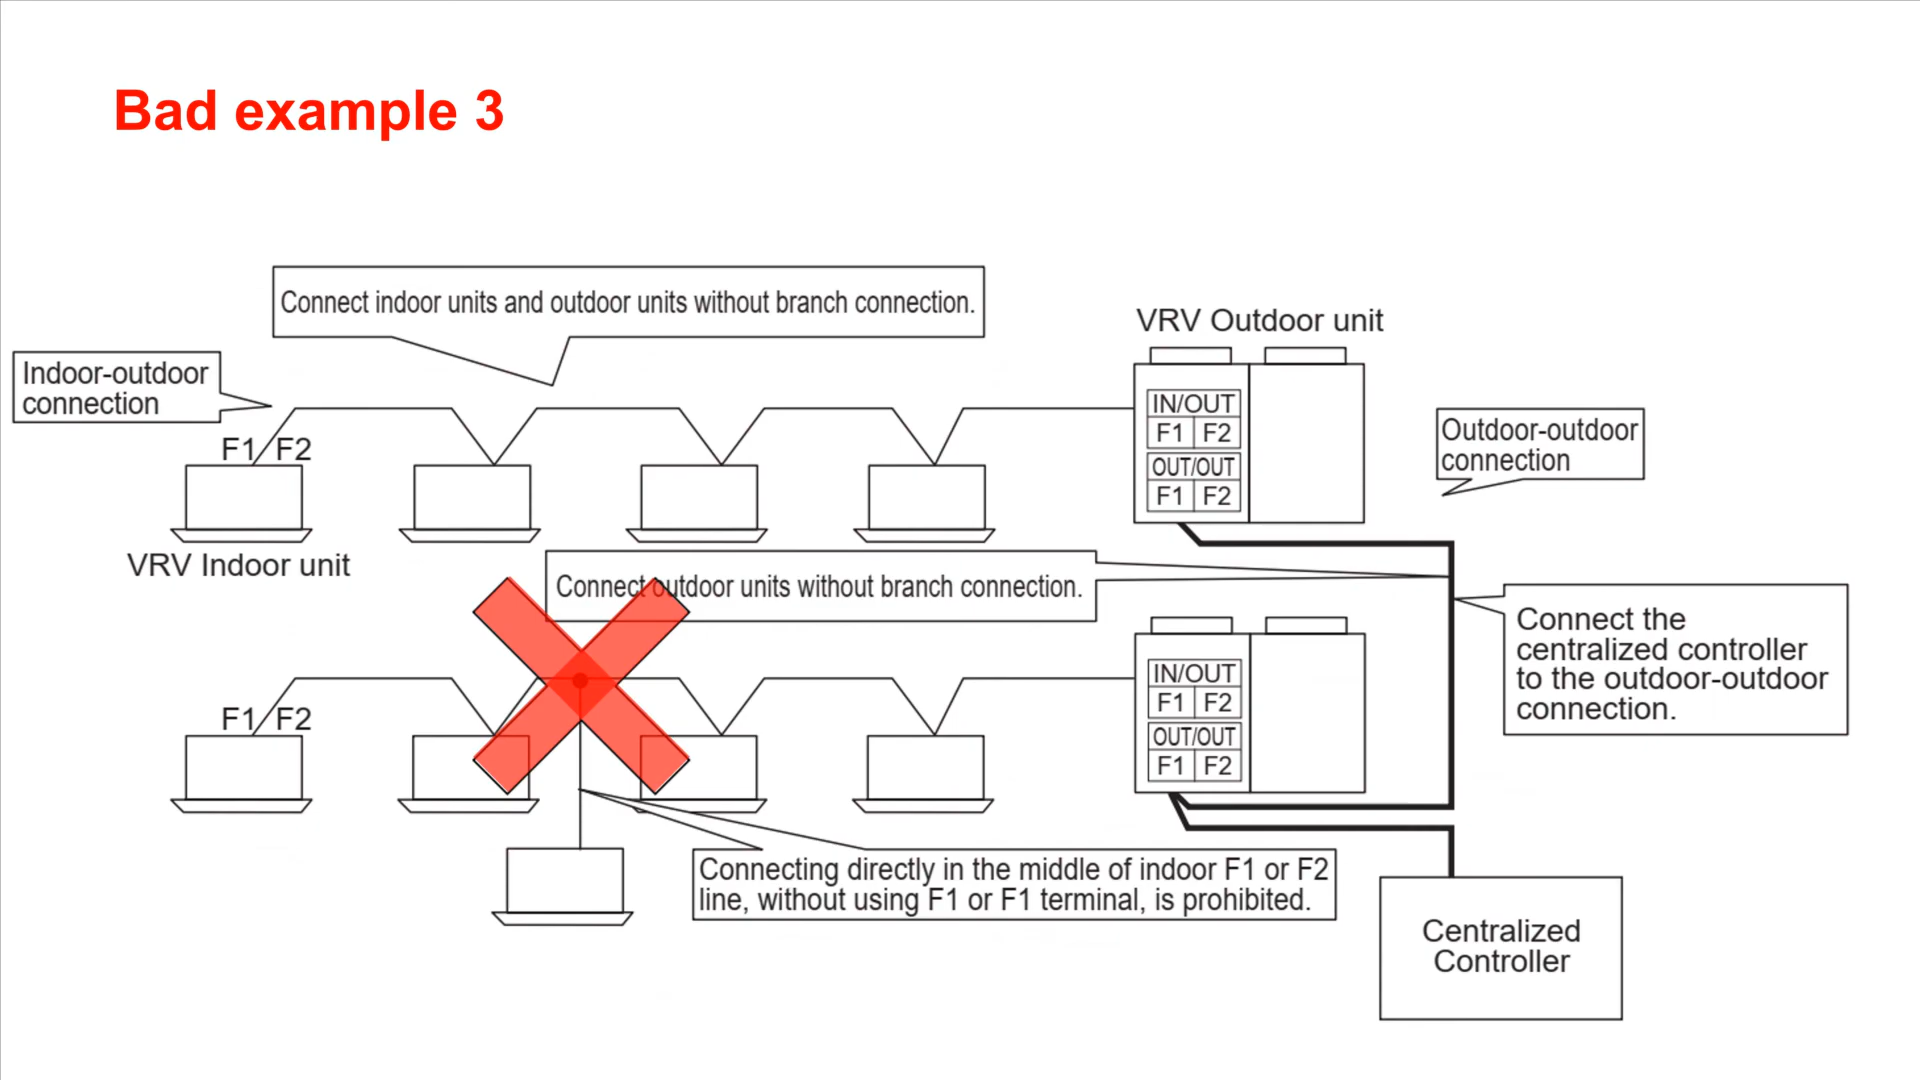 Bad example 3
Connect indoor units and outdoor units without branch connection.
VRV Outdoor unit
Indoor-outdoor
connection
F1 F2
IN/OUT
F1 F2
OUT/OUT
F1 F2
Outdoor-outdoor
connection
VRV Indoor unit
Connect outdoor units without branch connection.
Connect the
centralized controller
to the outdoor-outdoor
connection.
F1 F2
IN/OUT
F1 F2
OUT/OUT
F1 F2
Connecting directly in the middle of indoor F1 or F2
line, without using F1 or F1 terminal, is prohibited.
Centralized
Controller